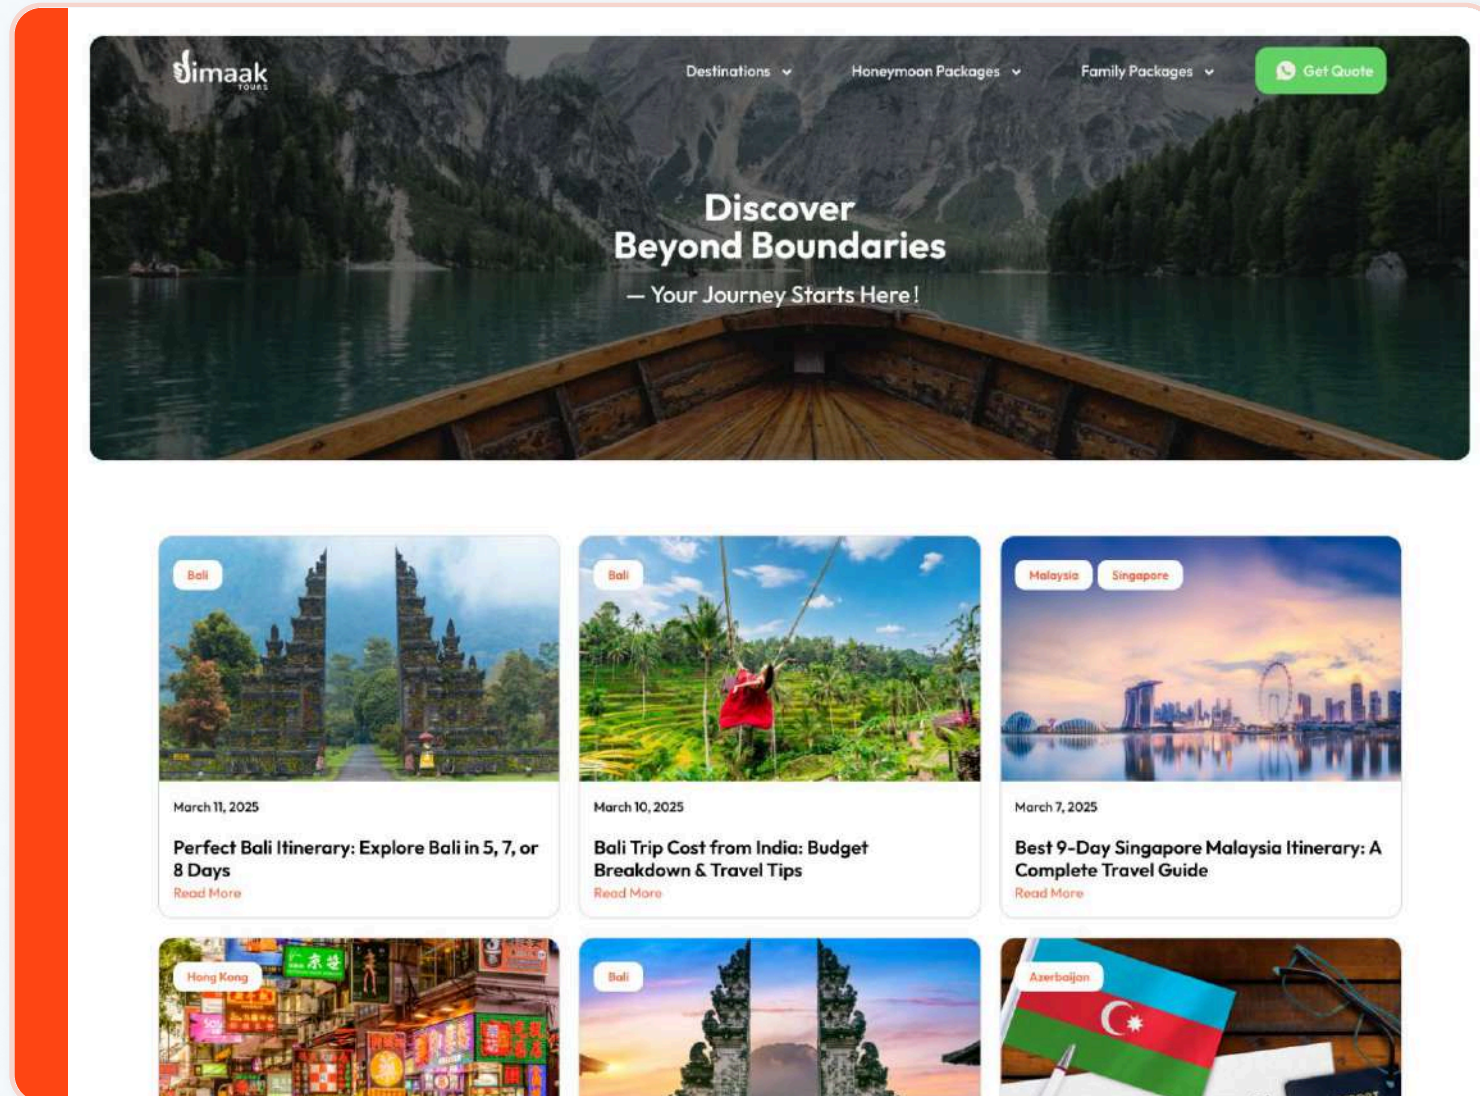 Dimaak
TOURS
Destinations
Honeymoon Packages
Family Packages
Get Quote
Discover
Beyond Boundaries
— Your Journey Starts Here!
Bali
Bali
Malaysia
Singapore
March 11, 2025
March 10, 2025
March 7, 2025
Perfect Bali Itinerary: Explore Bali in 5, 7, or
8 Days
Read More
Bali Trip Cost from India: Budget
Breakdown & Travel Tips
Read More
Best 9-Day Singapore Malaysia Itinerary: A
Complete Travel Guide
Read More
Hong Kong
Bali
Azerbaijan